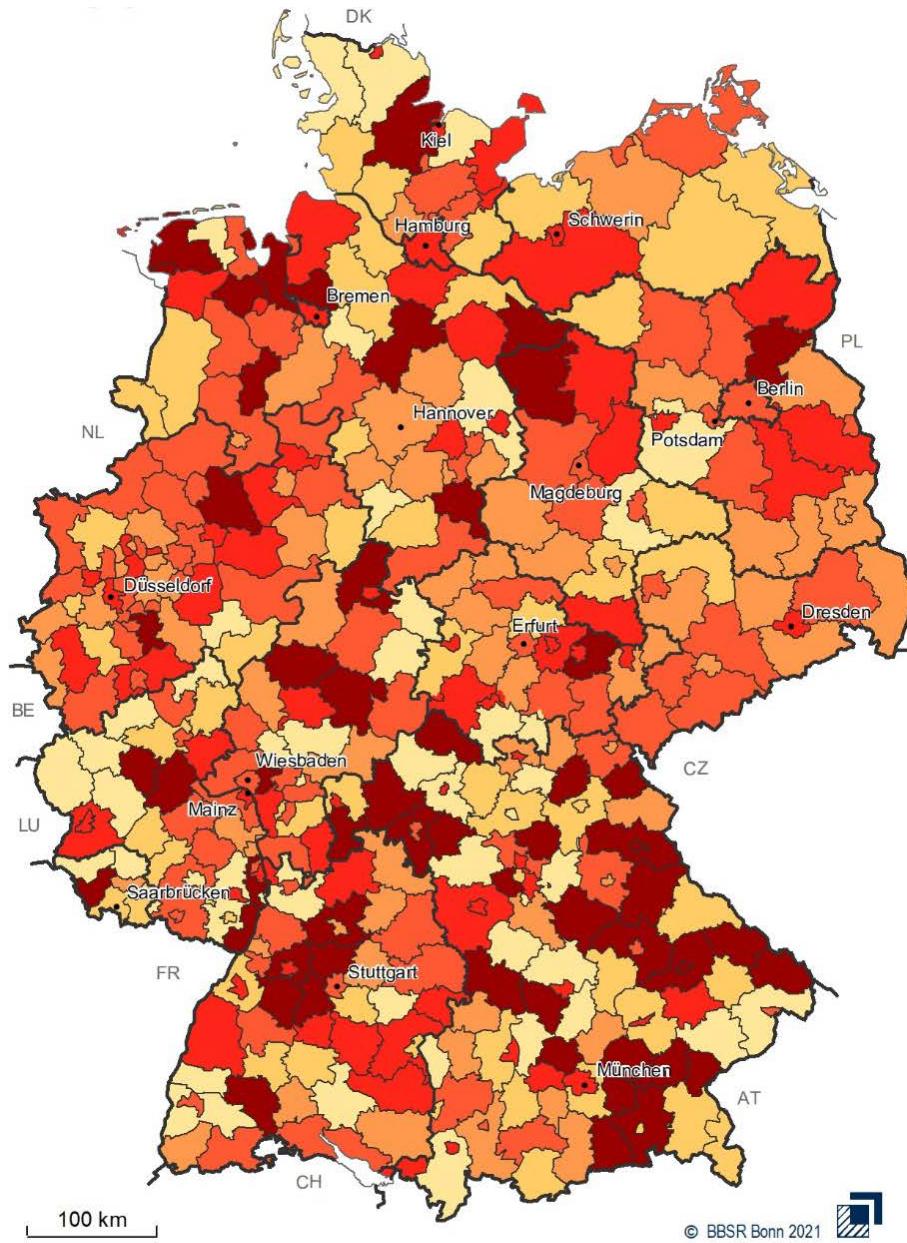 DK
Kiel
Hamburg
Schwerin
Bremen
PL
Berlin
Hannover
NL
Potsdam
Magdeburg
Düsseldorf
Dresden
Erfurt
BE
Wiesbaden
CZ
Mainz
LU
Saarbrücken
FR
Stuttgart
München
AT
CH
100 km
© BBSR Bonn 2021